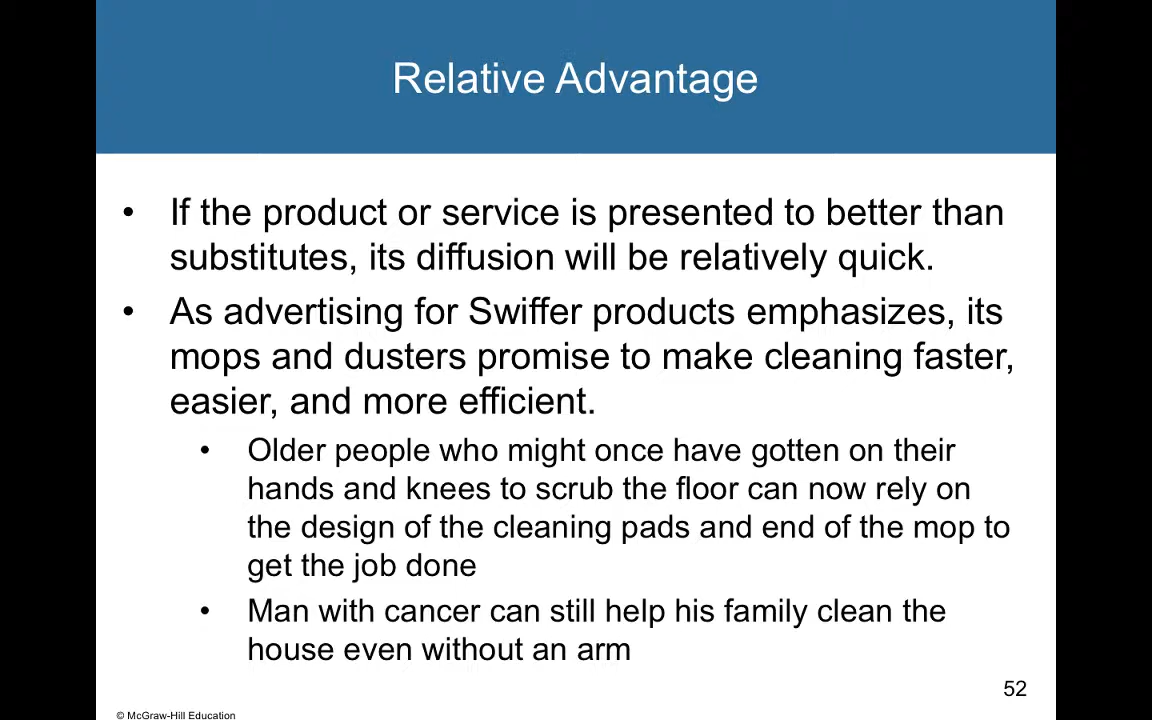 Relative Advantage
• If the product or service is presented to better than
substitutes, its diffusion will be relatively quick.
• As advertising for Swiffer products emphasizes, its
mops and dusters promise to make cleaning faster,
easier, and more efficient.
• Older people who might once have gotten on their
hands and knees to scrub the floor can now rely on
the design of the cleaning pads and end of the mop to
get the job done
• Man with cancer can still help his family clean the
house even without an arm
52
© McGraw-Hill Education